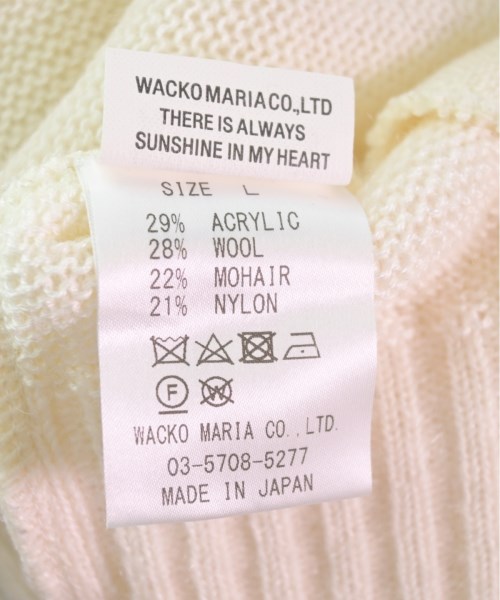 WACKO MARIA CO., LTD
THERE IS ALWAYS
SUNSHINE IN MY HEART
SIZE L
29% ACRYLIC
28% WOOL
22% MOHAIR
21% NYLON
F W
WACKO MARIA CO., LTD.
03-5708-5277
MADE IN JAPAN